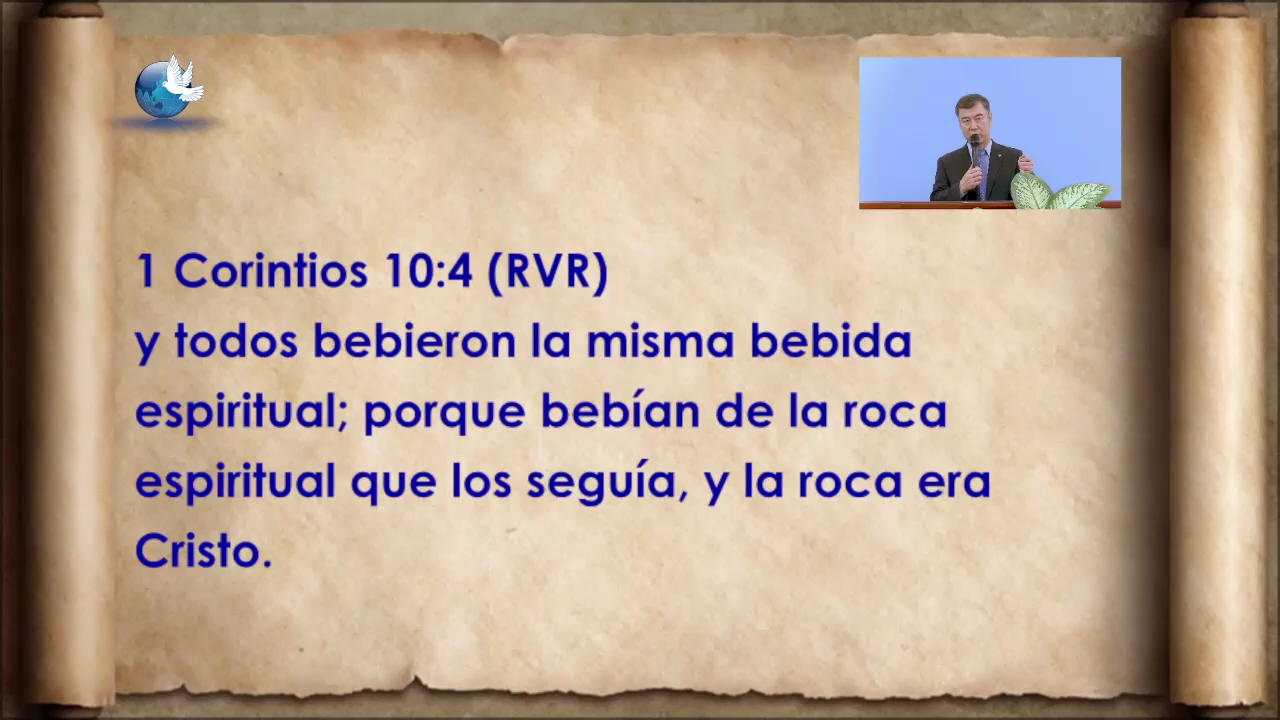 1 Corintios 10:4 (RVR)
y todos bebieron la misma bebida
espiritual; porque bebían de la roca
espiritual que los seguía, y la roca era
Cristo.